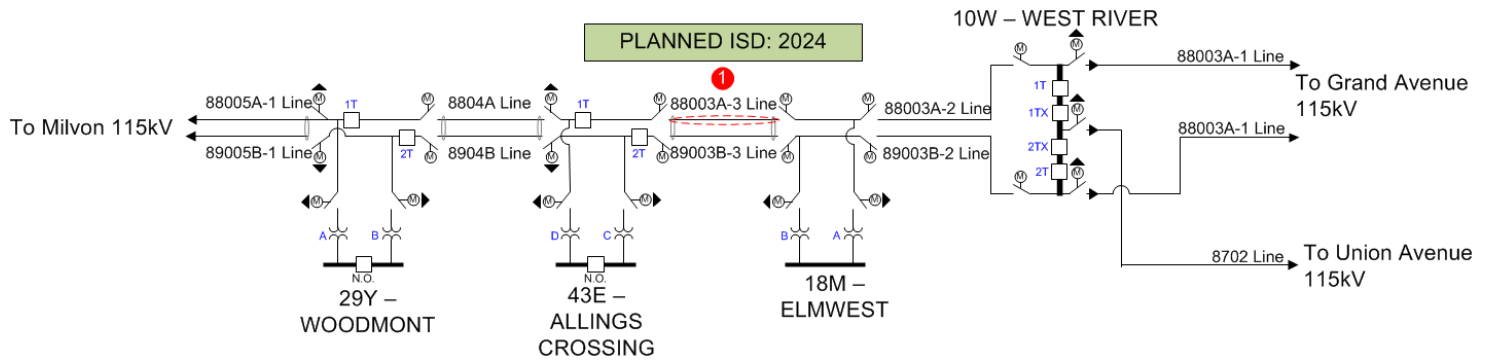 PLANNED ISD: 2024
1
10W – WEST RIVER
To Milvon 115kV
88005A-1 Line
89005B-1 Line
M
M
1T
2T
M
M
8804A Line
8904B Line
M
M
1T
2T
M
M
88003A-3 Line
89003B-3 Line
M
M
M
M
88003A-2 Line
89003B-2 Line
M
M
1T
1TX
2TX
2T
M
M
M
88003A-1 Line
88003A-1 Line
8702 Line
To Grand Avenue
115kV
To Union Avenue
115kV
M
M
A
B
N.O.
29Y –
WOODMONT
M
M
D
C
N.O.
43E –
ALLINGS
CROSSING
M
M
B
A
18M –
ELMWEST